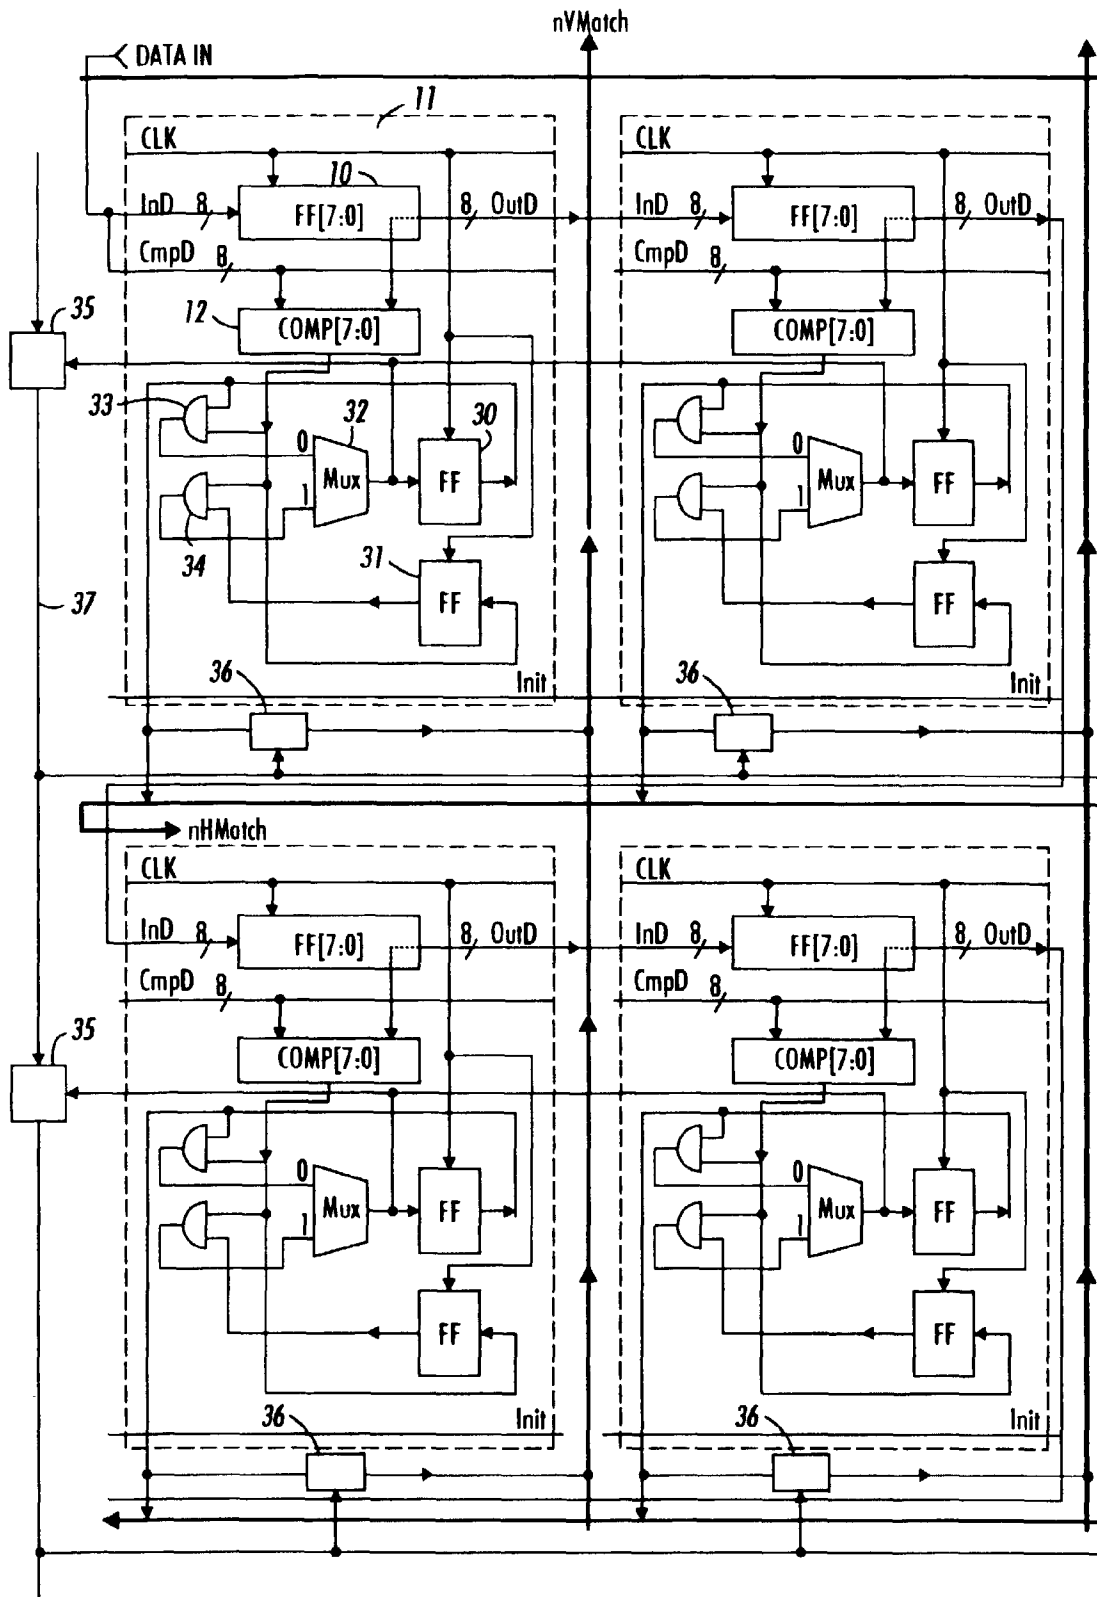 nVMatch
DATA IN
11
CLK
CLK
10
InD 8 FF[7:0] 8 OutD
InD 8 FF[7:0] 8 OutD
CmpD 8
CmpD 8
35
12
COMP[7:0]
COMP[7:0]
33
32
30
0
Mux
FF
1
0
Mux
FF
1
34
31
FF
FF
37
Init
Init
36
36
nHMatch
CLK
CLK
InD 8 FF[7:0] 8 OutD
InD 8 FF[7:0] 8 OutD
CmpD 8
CmpD 8
35
COMP[7:0]
COMP[7:0]
0
Mux
FF
1
0
Mux
FF
1
FF
FF
Init
Init
36
36